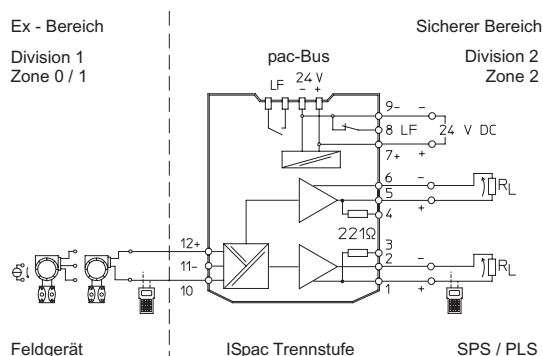 Ex - Bereich
Sicherer Bereich
Division 1
Zone 0 / 1
pac-Bus
Division 2
Zone 2
LF
24 V
- +
9- -
8 LF 24 V DC
7+ +
6 -
5 +
RL
4
221Ω
3
2 -
1 +
RL
12+
11-
10
Feldgerät
ISpac Trennstufe
SPS / PLS